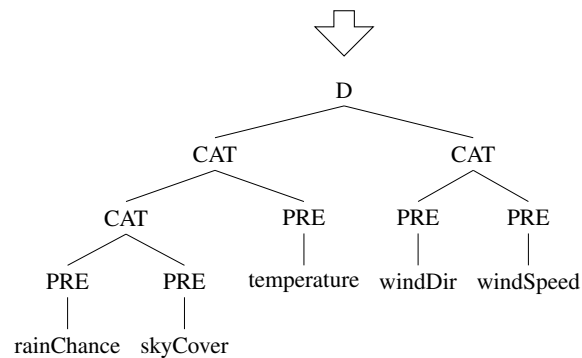 D
CAT CAT
CAT PRE PRE PRE
PRE PRE temperature windDir windSpeed
rainChance skyCover